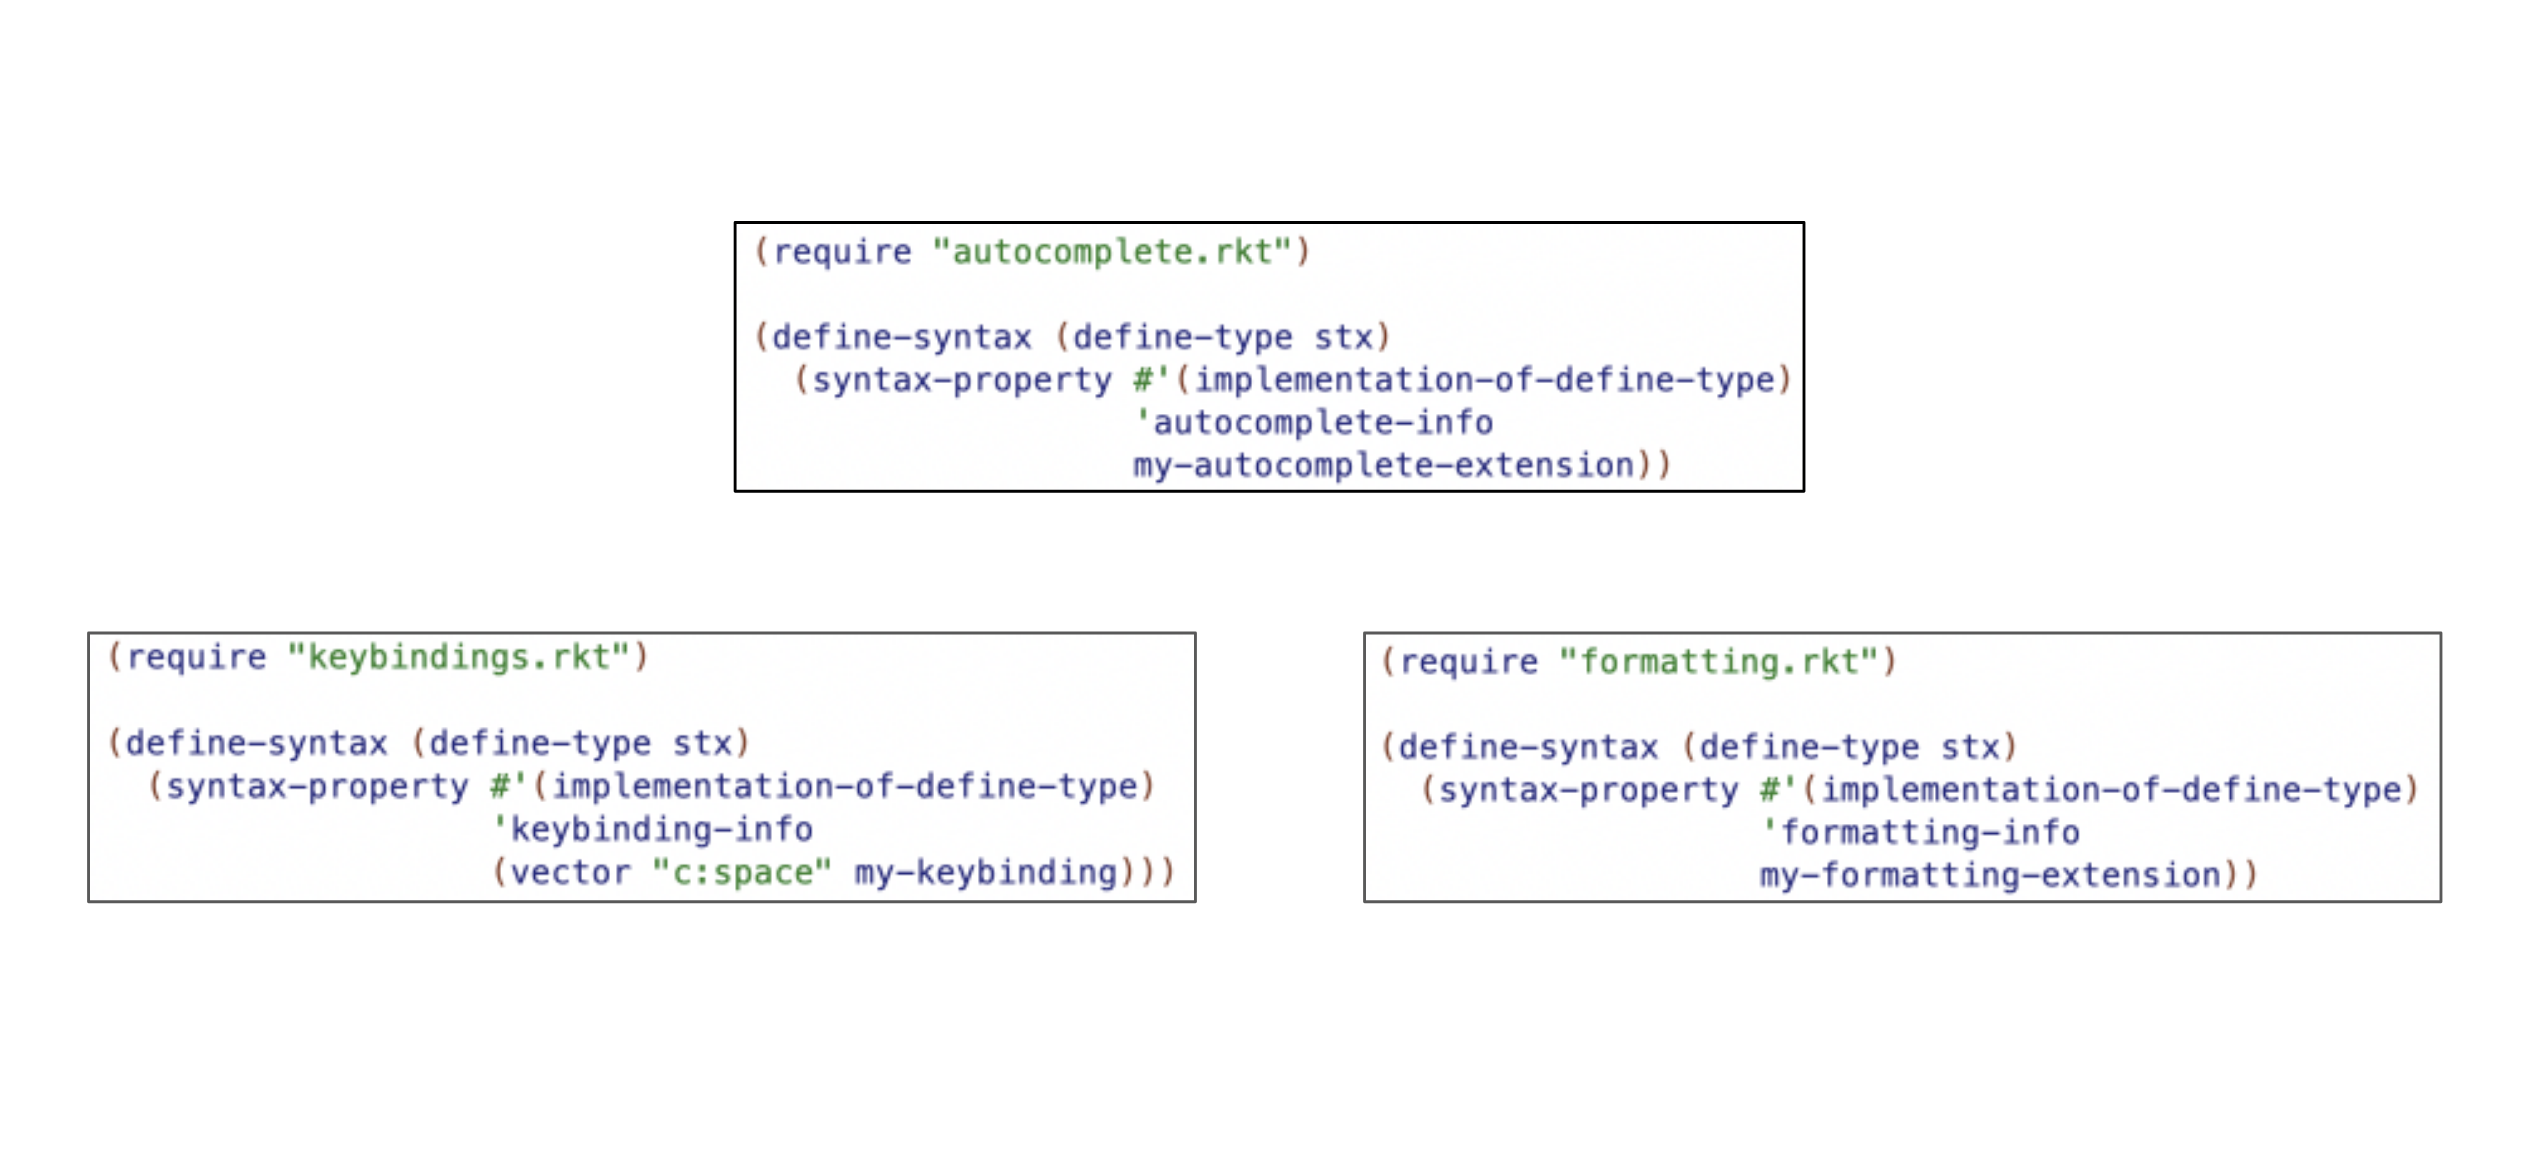 (require "autocomplete.rkt")
(define-syntax (define-type stx)
(syntax-property #'(implementation-of-define-type)
'autocomplete-info
my-autocomplete-extension))
(require "keybindings.rkt")
(define-syntax (define-type stx)
(syntax-property #'(implementation-of-define-type)
'keybinding-info
(vector "c:space" my-keybinding)))
(require "formatting.rkt")
(define-syntax (define-type stx)
(syntax-property #'(implementation-of-define-type)
'formatting-info
my-formatting-extension))